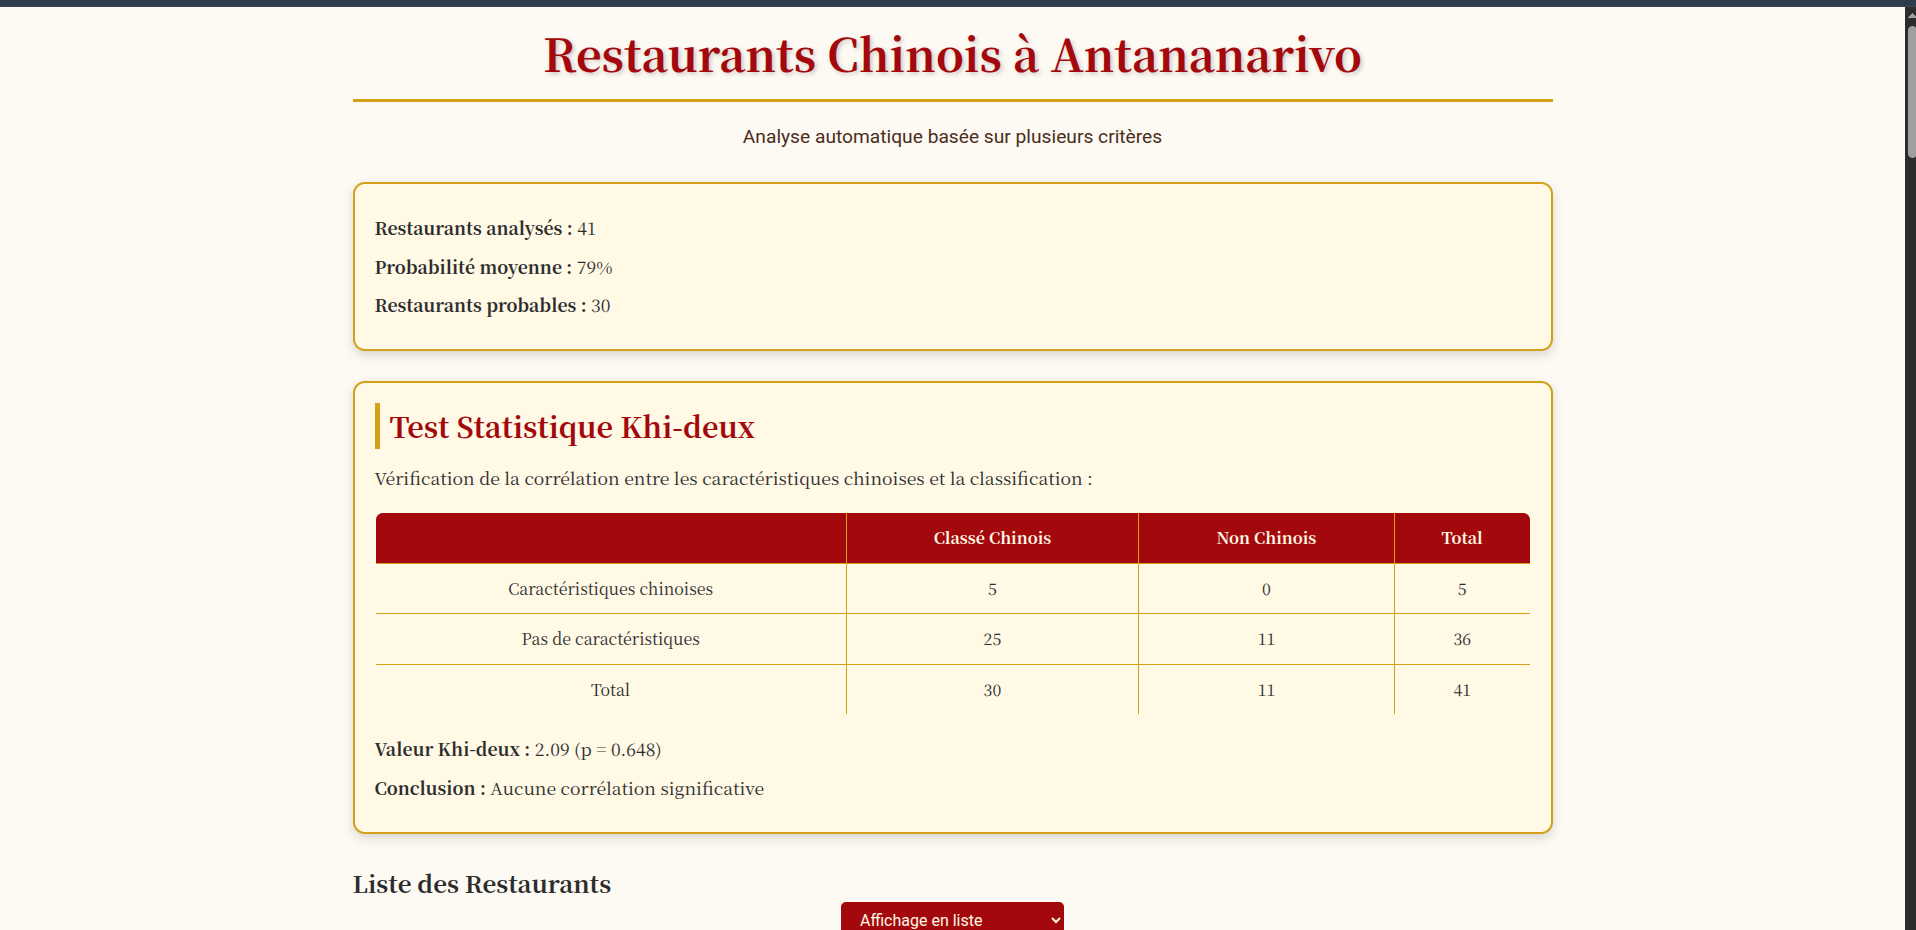 Restaurants Chinois à Antananarivo
Analyse automatique basée sur plusieurs critères
Restaurants analysés : 41
Probabilité moyenne : 79%
Restaurants probables : 30
Test Statistique Khi-deux
Vérification de la corrélation entre les caractéristiques chinoises et la classification :
Classé Chinois Non Chinois Total
Caractéristiques chinoises 5 0 5
Pas de caractéristiques 25 11 36
Total 30 11 41
Valeur Khi-deux : 2.09 (p = 0.648)
Conclusion : Aucune corrélation significative
Liste des Restaurants
Affichage en liste